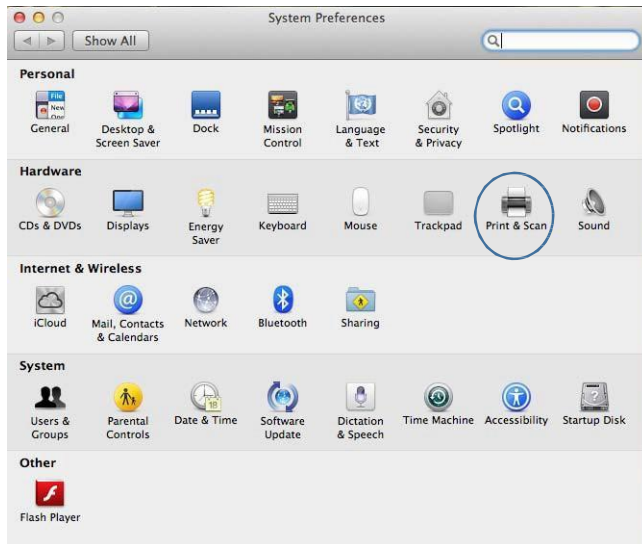 System Preferences
Show All
Personal
General Desktop & Screen Saver Dock Mission Control Language & Text Security & Privacy Spotlight Notifications
Hardware
CDs & DVDs Displays Energy Saver Keyboard Mouse Trackpad Print & Scan Sound
Internet & Wireless
iCloud Mail, Contacts & Calendars Network Bluetooth Sharing
System
Users & Groups Parental Controls Date & Time Software Update Dictation & Speech Time Machine Accessibility Startup Disk
Other
Flash Player